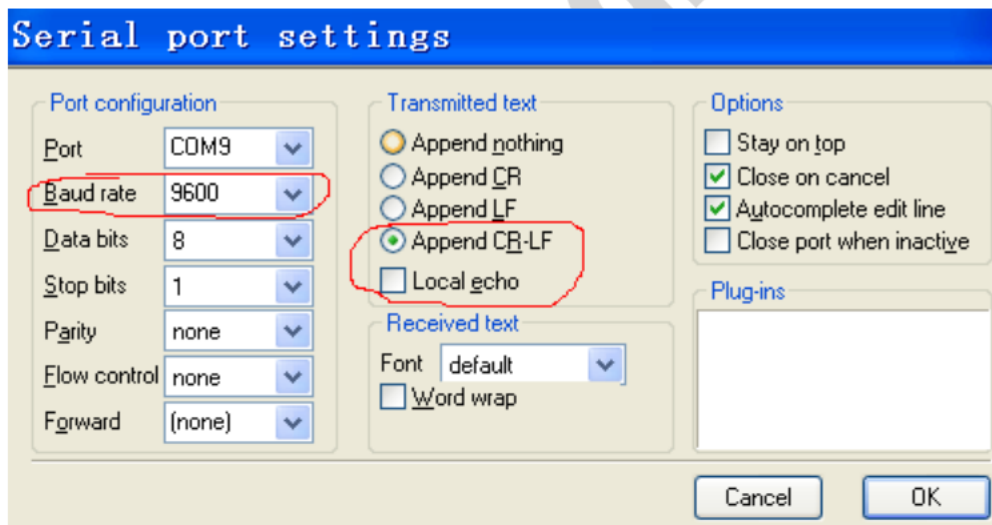 Serial port settings
Port configuration
Port COM9
Baud rate 9600
Data bits 8
Stop bits 1
Parity none
Flow control none
Forward (none)
Transmitted text
Append nothing
Append CR
Append LF
Append CR-LF
Local echo
Received text
Font default
Word wrap
Options
Stay on top
Close on cancel
Autocomplete edit line
Close port when inactive
Plug-ins
Cancel OK